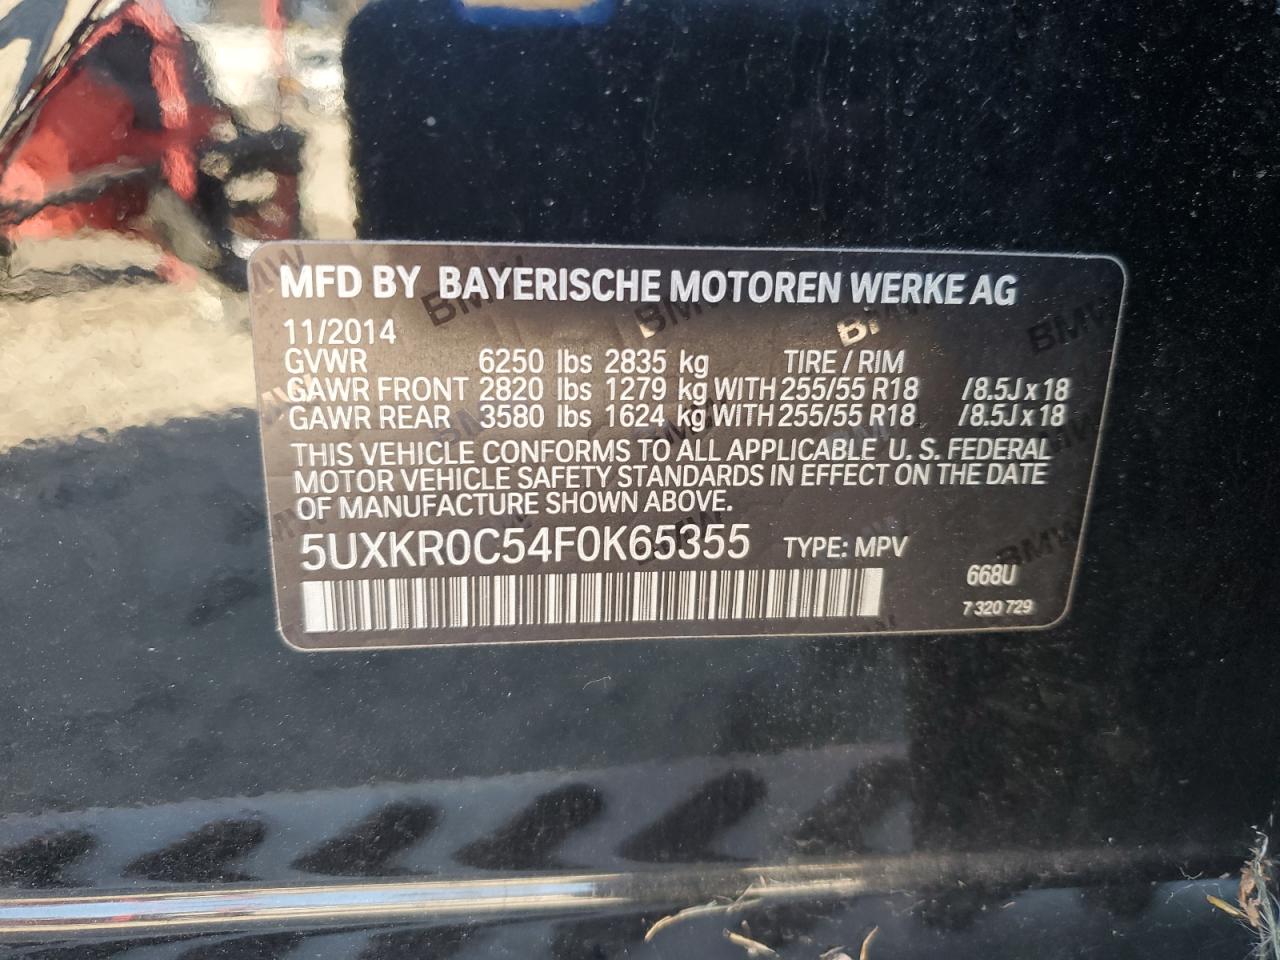 MFD BY BAYERISCHE MOTOREN WERKE AG
11/2014
GVWR 6250 lbs 2835 kg TIRE / RIM
GAWR FRONT 2820 lbs 1279 kg WITH 255/55 R18 /8.5J x 18
GAWR REAR 3580 lbs 1624 kg WITH 255/55 R18 /8.5J x 18
THIS VEHICLE CONFORMS TO ALL APPLICABLE U. S. FEDERAL
MOTOR VEHICLE SAFETY STANDARDS IN EFFECT ON THE DATE
OF MANUFACTURE SHOWN ABOVE.
5UXKR0C54F0K65355 TYPE: MPV
668U
7 320 729